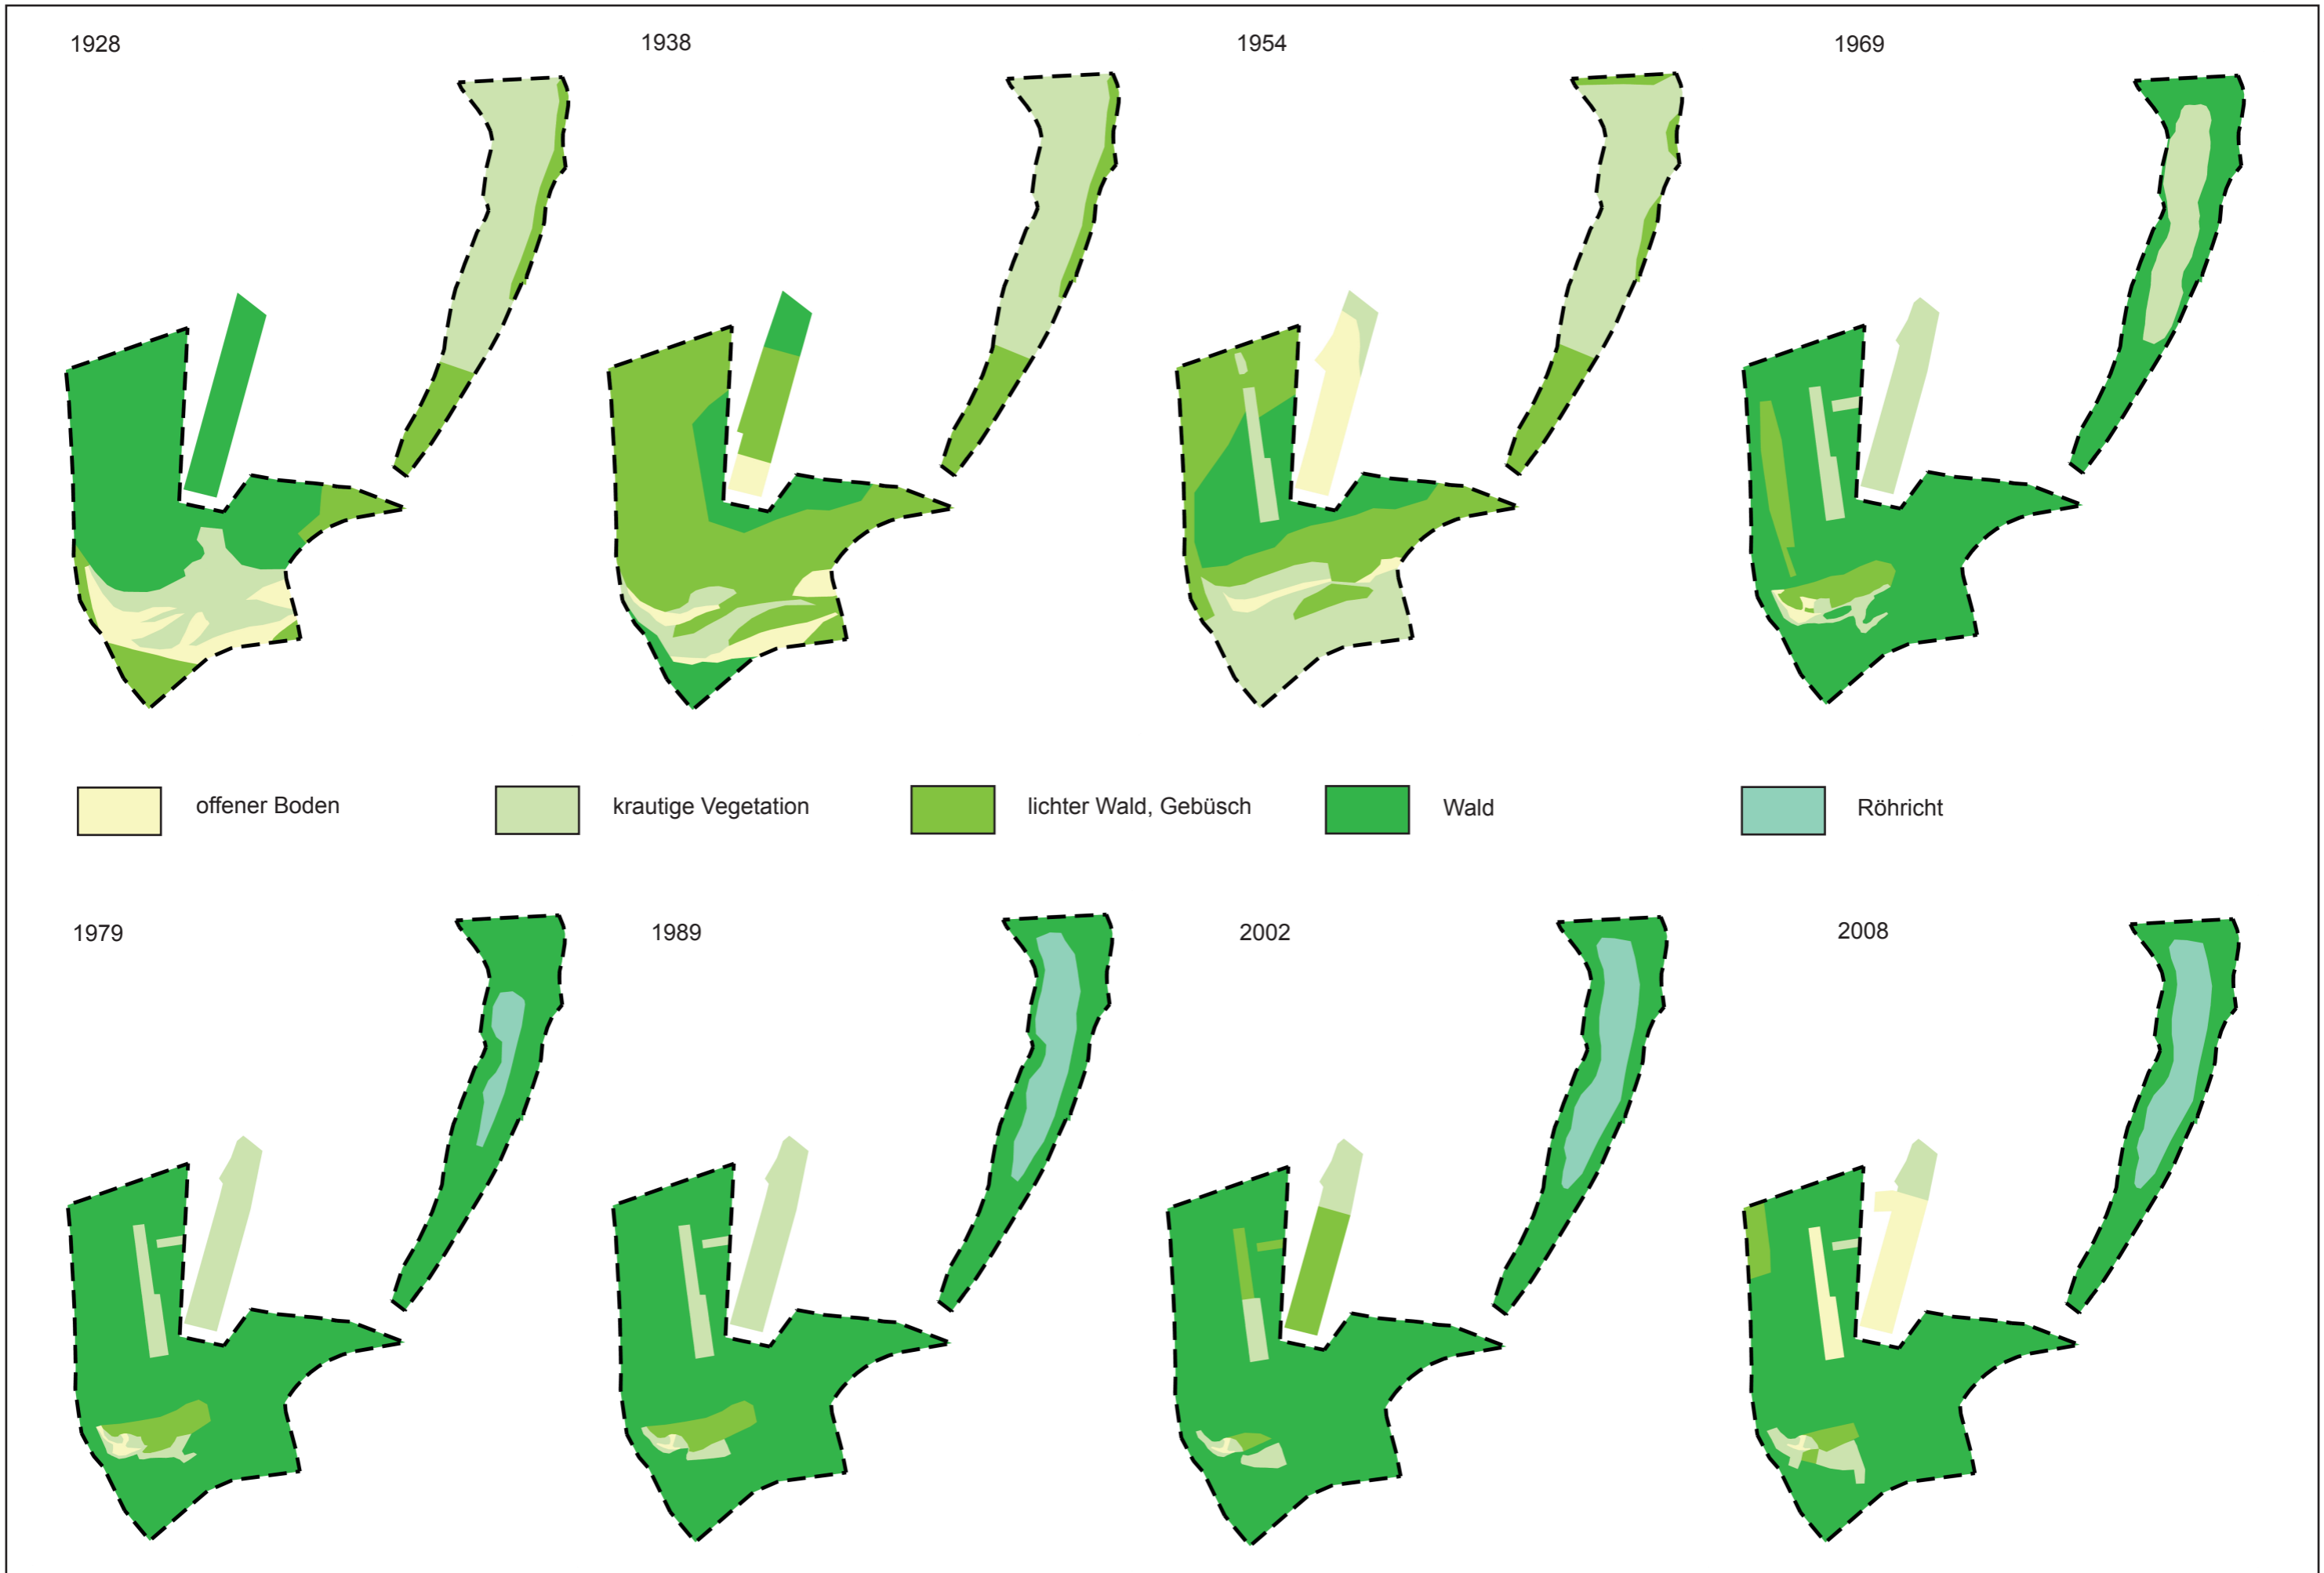 1928
1938
1954
1969
offener Boden
krautige Vegetation
lichter Wald, Gebüsch
Wald
Röhricht
1979
1989
2002
2008